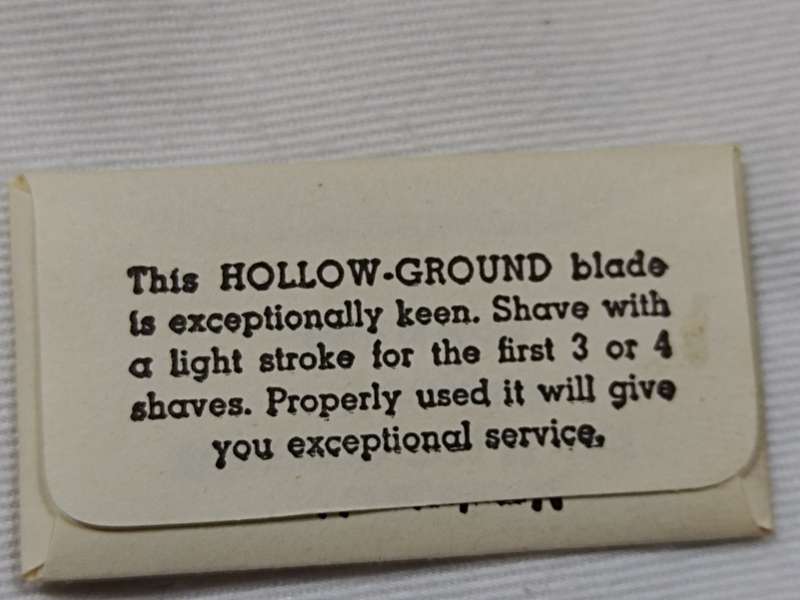 This HOLLOW-GROUND blade
is exceptionally keen. Shave with
a light stroke for the first 3 or 4
shaves. Properly used it will give
you exceptional service.